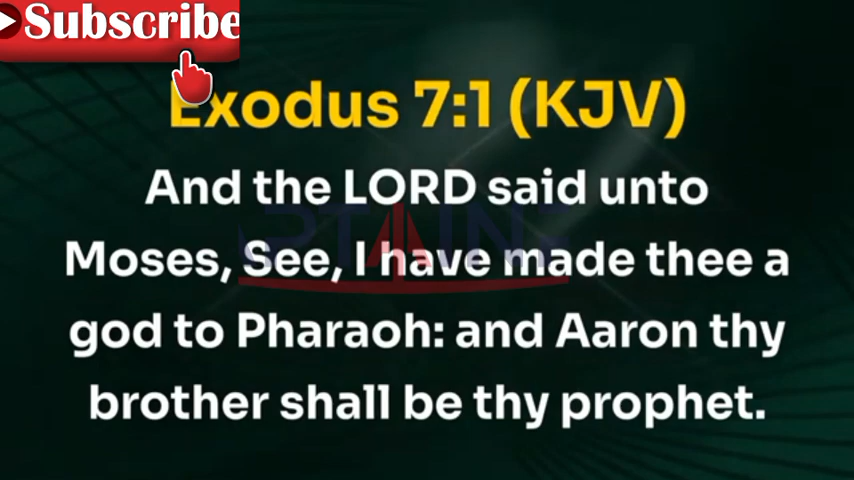 Subscribe
Exodus 7:1 (KJV)
And the LORD said unto
Moses, See, I have made thee a
god to Pharaoh: and Aaron thy
brother shall be thy prophet.